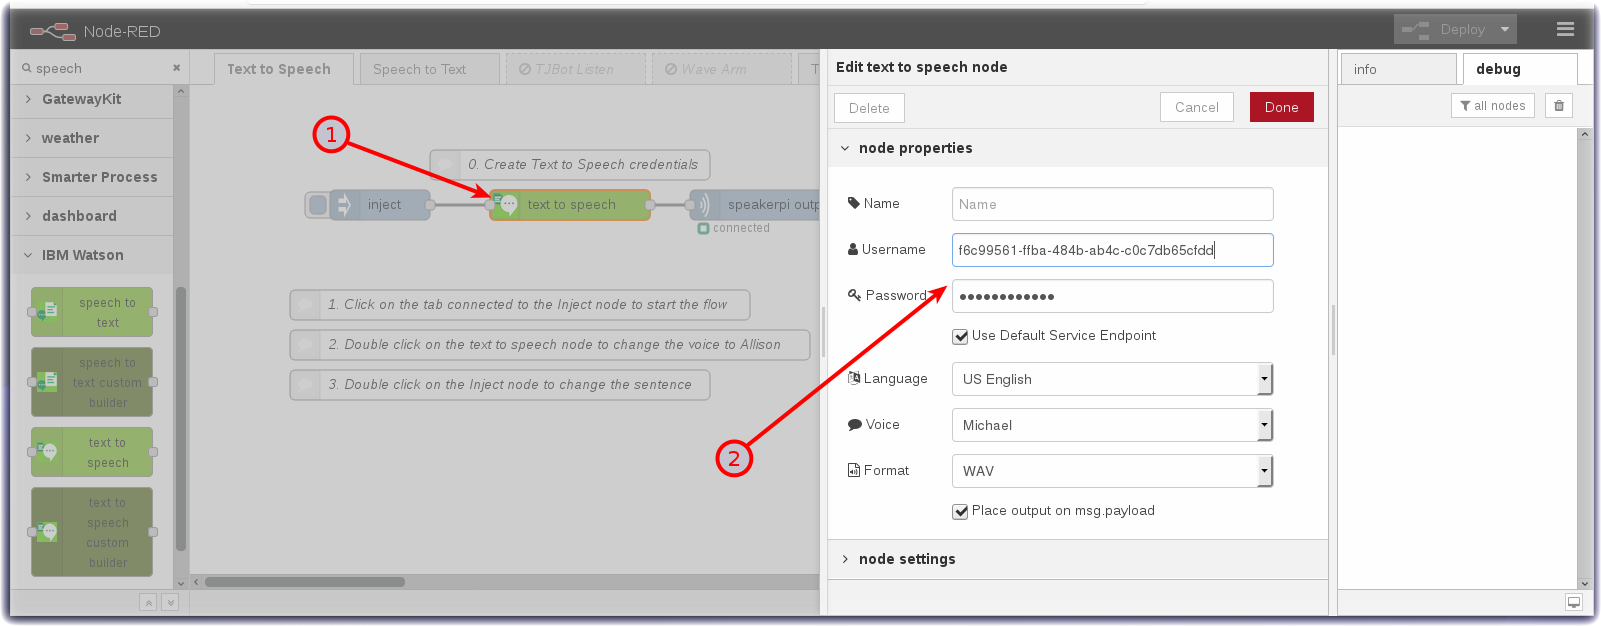 Node-RED
Deploy
speech
Text to Speech
Speech to Text
TJBot Listen
Wave Arm
T
Edit text to speech node
info
debug
Delete
Cancel
Done
all nodes
GatewayKit
weather
Smarter Process
dashboard
IBM Watson
speech to
text
speech to
text custom
builder
text to
speech
text to
speech
custom
builder
1
0. Create Text to Speech credentials
inject
text to speech
speakerpi outp
connected
1. Click on the tab connected to the Inject node to start the flow
2. Double click on the text to speech node to change the voice to Allison
3. Double click on the Inject node to change the sentence
2
node properties
Name
Name
Username
f6c99561-ffba-484b-ab4c-c0c7db65cfdd
Password
••••••••••••
Use Default Service Endpoint
Language
US English
Voice
Michael
Format
WAV
Place output on msg.payload
node settings